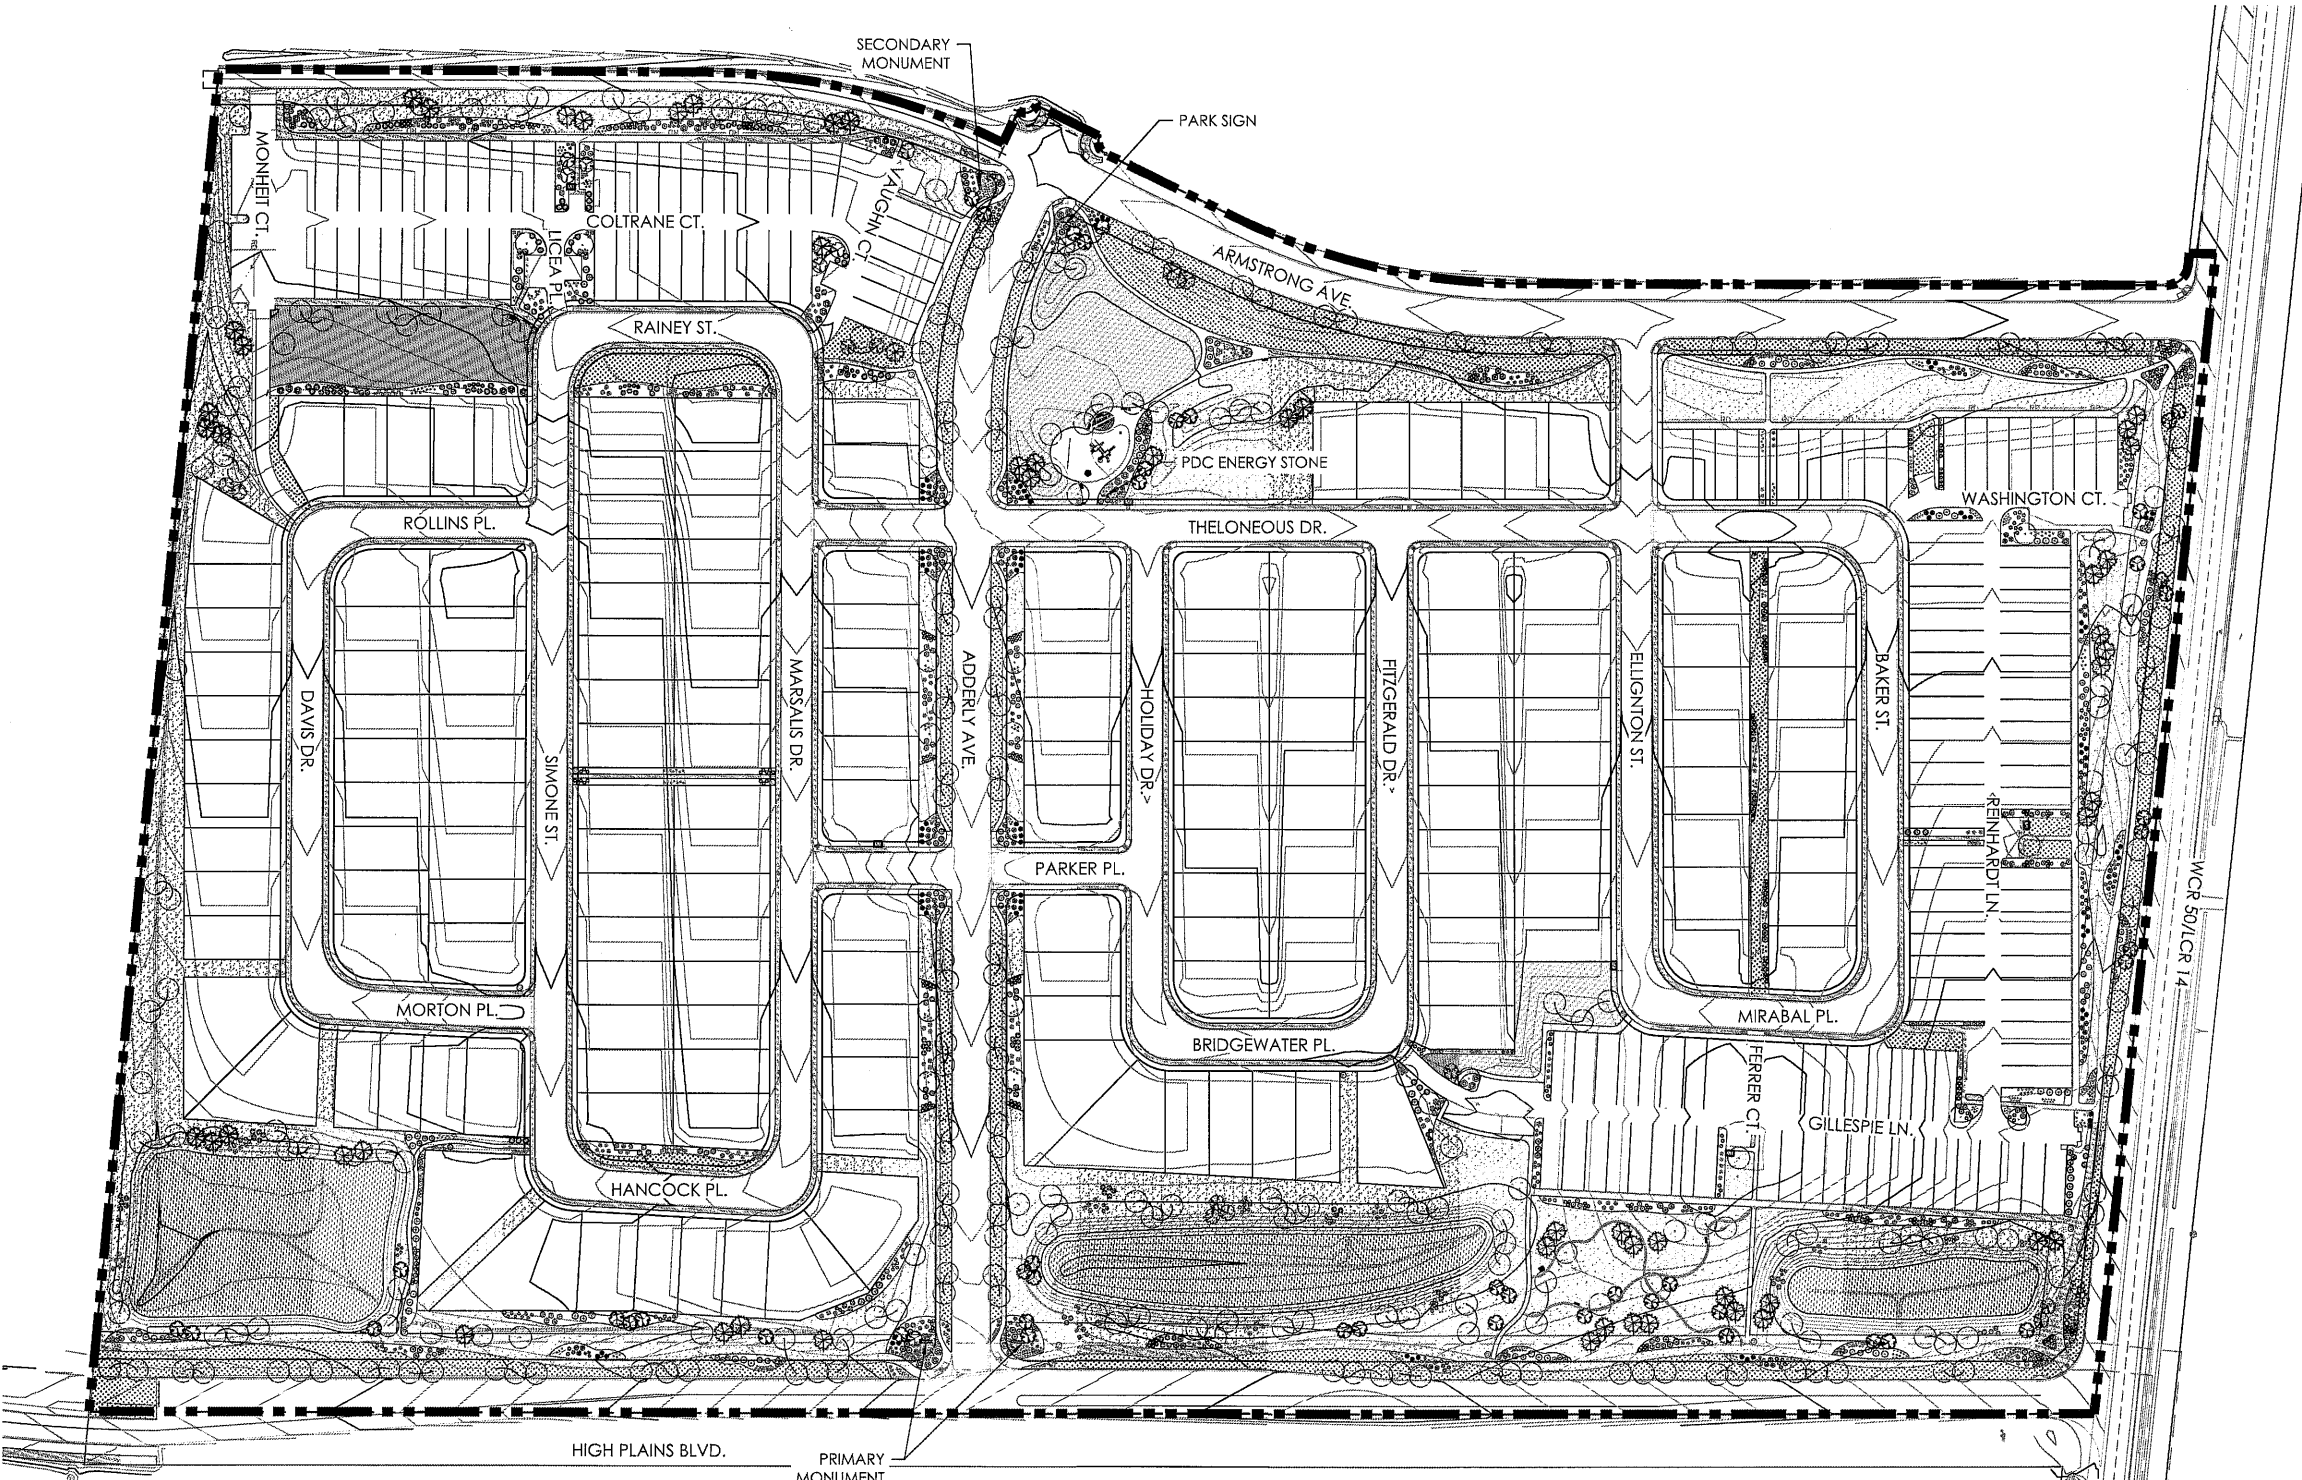 SECONDARY
MONUMENT
PARK SIGN
MONHEIT CT.
VAUGHN CT.
COLTRANE CT.
LICEA PL.
ARMSTRONG AVE.
RAINEY ST.
PDC ENERGY STONE
WASHINGTON CT.
ROLLINS PL.
THELONEOUS DR.
DAVIS DR.
SIMONE ST.
MARSALIS DR.
ADDERLY AVE.
HOLIDAY DR.
FITZGERALD DR.
ELLIGNTON ST.
BAKER ST.
REINHARDT LN.
WCR 50/LCR 14
PARKER PL.
MORTON PL.
MIRABAL PL.
BRIDGEWATER PL.
FERRER CT.
GILLESPIE LN.
HANCOCK PL.
HIGH PLAINS BLVD.
PRIMARY
MONUMENT